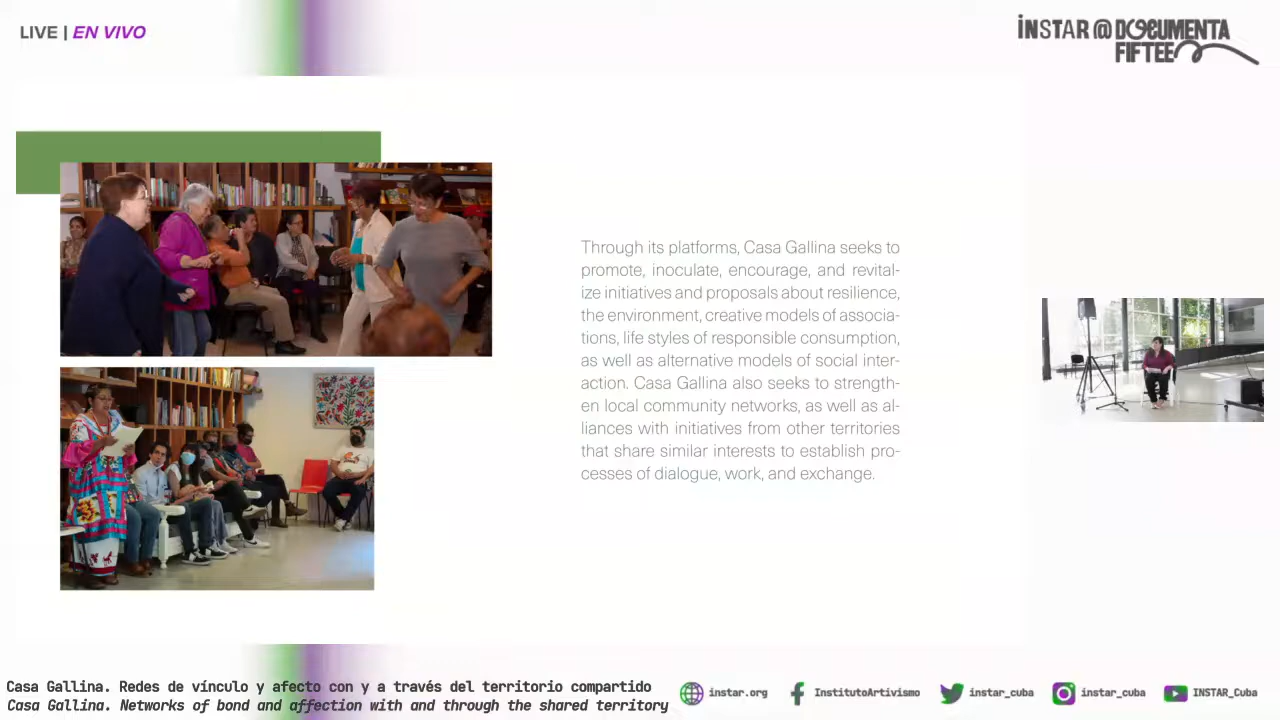 LIVE | EN VIVO
INSTAR @ DOCUMENTA
FIFTEEN
Through its platforms, Casa Gallina seeks to
promote, inoculate, encourage, and revital-
ize initiatives and proposals about resilience,
the environment, creative models of associa-
tions, life styles of responsible consumption,
as well as alternative models of social inter-
action. Casa Gallina also seeks to strength-
en local community networks, as well as al-
liances with initiatives from other territories
that share similar interests to establish pro-
cesses of dialogue, work, and exchange.
Casa Gallina. Redes de vínculo y afecto con y a través del territorio compartido
Casa Gallina. Networks of bond and affection with and through the shared territory
instar.org
InstitutoArtivismo
instar_cuba
instar_cuba
INSTAR_Cuba